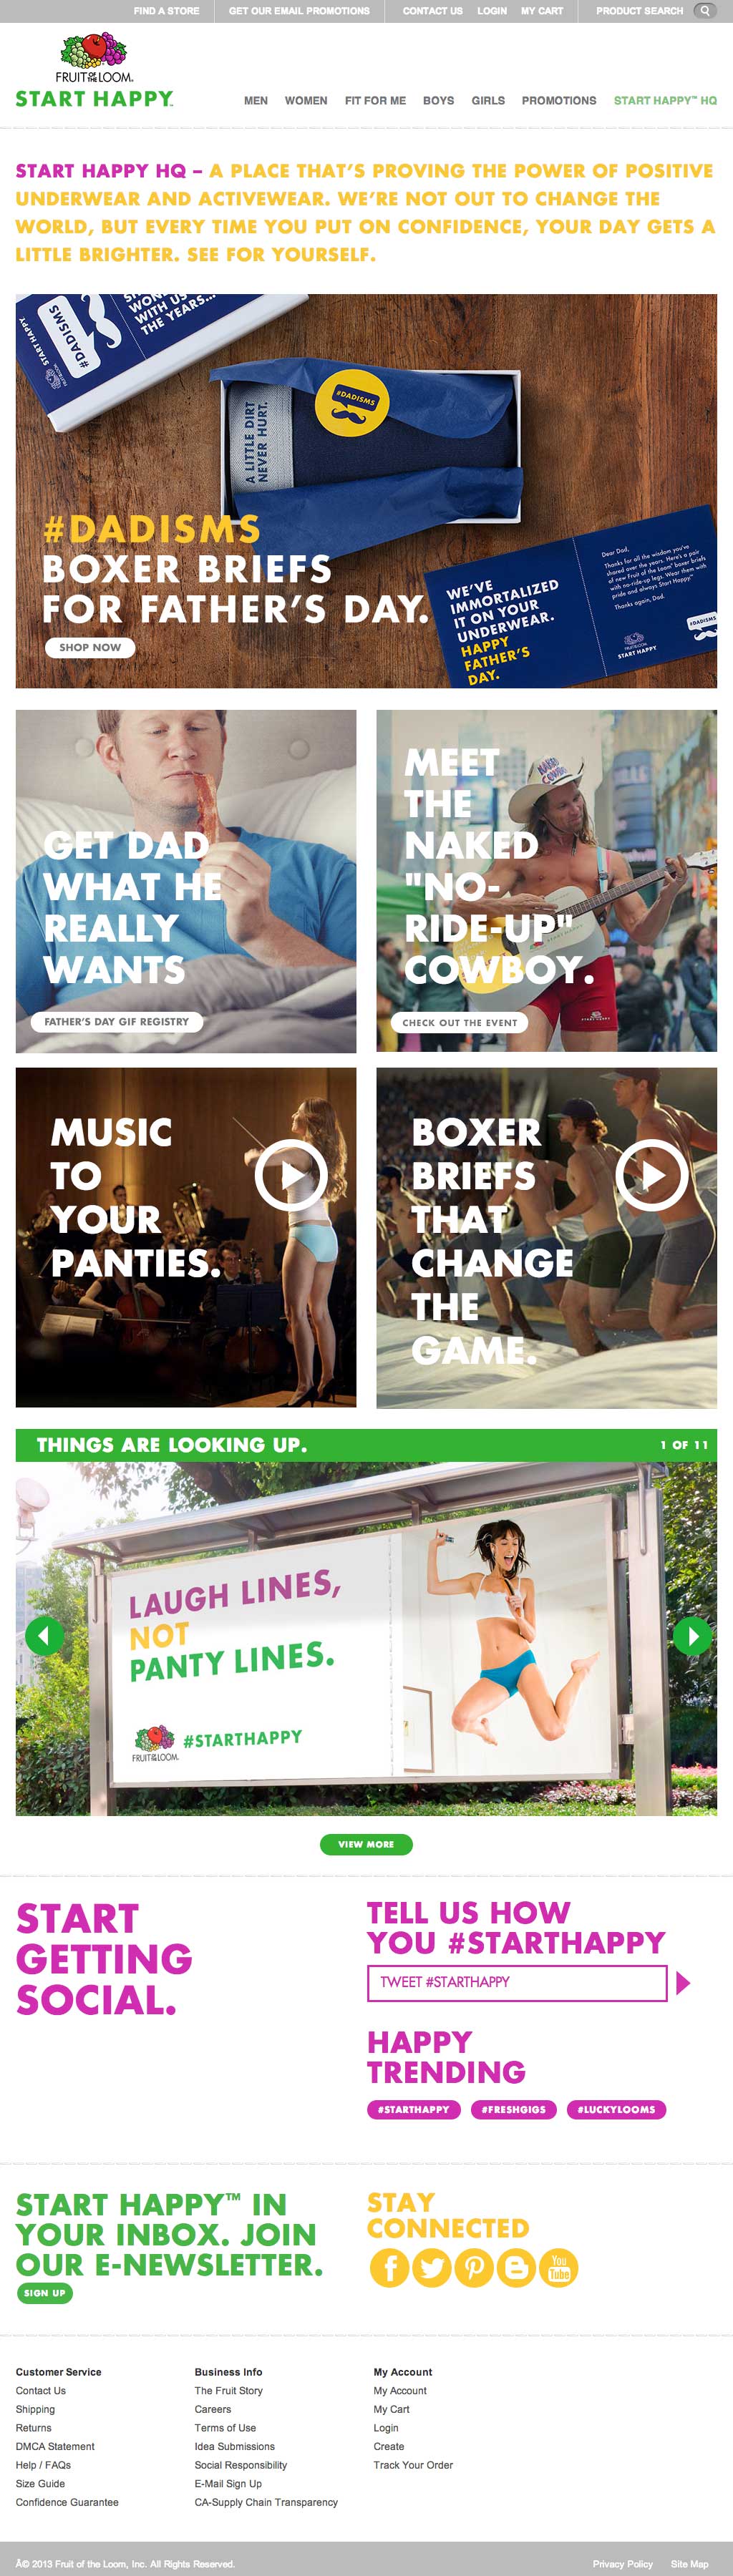 FIND A STORE
GET OUR EMAIL PROMOTIONS
CONTACT US
LOGIN
MY CART
PRODUCT SEARCH
FRUIT OF THE LOOM.
START HAPPY™
MEN
WOMEN
FIT FOR ME
BOYS
GIRLS
PROMOTIONS
START HAPPY™ HQ
START HAPPY HQ – A PLACE THAT'S PROVING THE POWER OF POSITIVE
UNDERWEAR AND ACTIVEWEAR. WE'RE NOT OUT TO CHANGE THE
WORLD, BUT EVERY TIME YOU PUT ON CONFIDENCE, YOUR DAY GETS A
LITTLE BRIGHTER. SEE FOR YOURSELF.
START HAPPY
#DADISMS
WITH US
THE YEARS...
#DADISMS
A LITTLE DIRT
NEVER HURT.
#DADISMS
BOXER BRIEFS
FOR FATHER'S DAY.
SHOP NOW
WE'VE
IMMORTALIZED
IT ON YOUR
UNDERWEAR.
HAPPY
FATHER'S
DAY.
Dear Dad,
Thanks for all the wisdom you've
shared over the years. Here's a pair
of new Fruit of the Loom® boxer briefs
with no-ride-up legs. Wear them with
pride and always Start Happy™
Thanks again, Dad.
START HAPPY
#DADISMS
GET DAD
WHAT HE
REALLY
WANTS
FATHER'S DAY GIF REGISTRY
NAKED
COWBOY
MEET
THE
NAKED
"NO-
RIDE-UP"
COWBOY.
START HAPPY
CHECK OUT THE EVENT
MUSIC
TO
YOUR
PANTIES.
BOXER
BRIEFS
THAT
CHANGE
THE
GAME.
THINGS ARE LOOKING UP.
1 OF 11
LAUGH LINES,
NOT
PANTY LINES.
FRUIT OF THE LOOM.
#STARTHAPPY
VIEW MORE
START
GETTING
SOCIAL.
TELL US HOW
YOU #STARTHAPPY
TWEET #STARTHAPPY
HAPPY
TRENDING
#STARTHAPPY
#FRESHGIGS
#LUCKYLOOMS
START HAPPY™ IN
YOUR INBOX. JOIN
OUR E-NEWSLETTER.
SIGN UP
STAY
CONNECTED
You
Tube
Customer Service
Contact Us
Shipping
Returns
DMCA Statement
Help / FAQs
Size Guide
Confidence Guarantee
Business Info
The Fruit Story
Careers
Terms of Use
Idea Submissions
Social Responsibility
E-Mail Sign Up
CA-Supply Chain Transparency
My Account
My Account
My Cart
Login
Create
Track Your Order
Â© 2013 Fruit of the Loom, Inc. All Rights Reserved.
Privacy Policy
Site Map